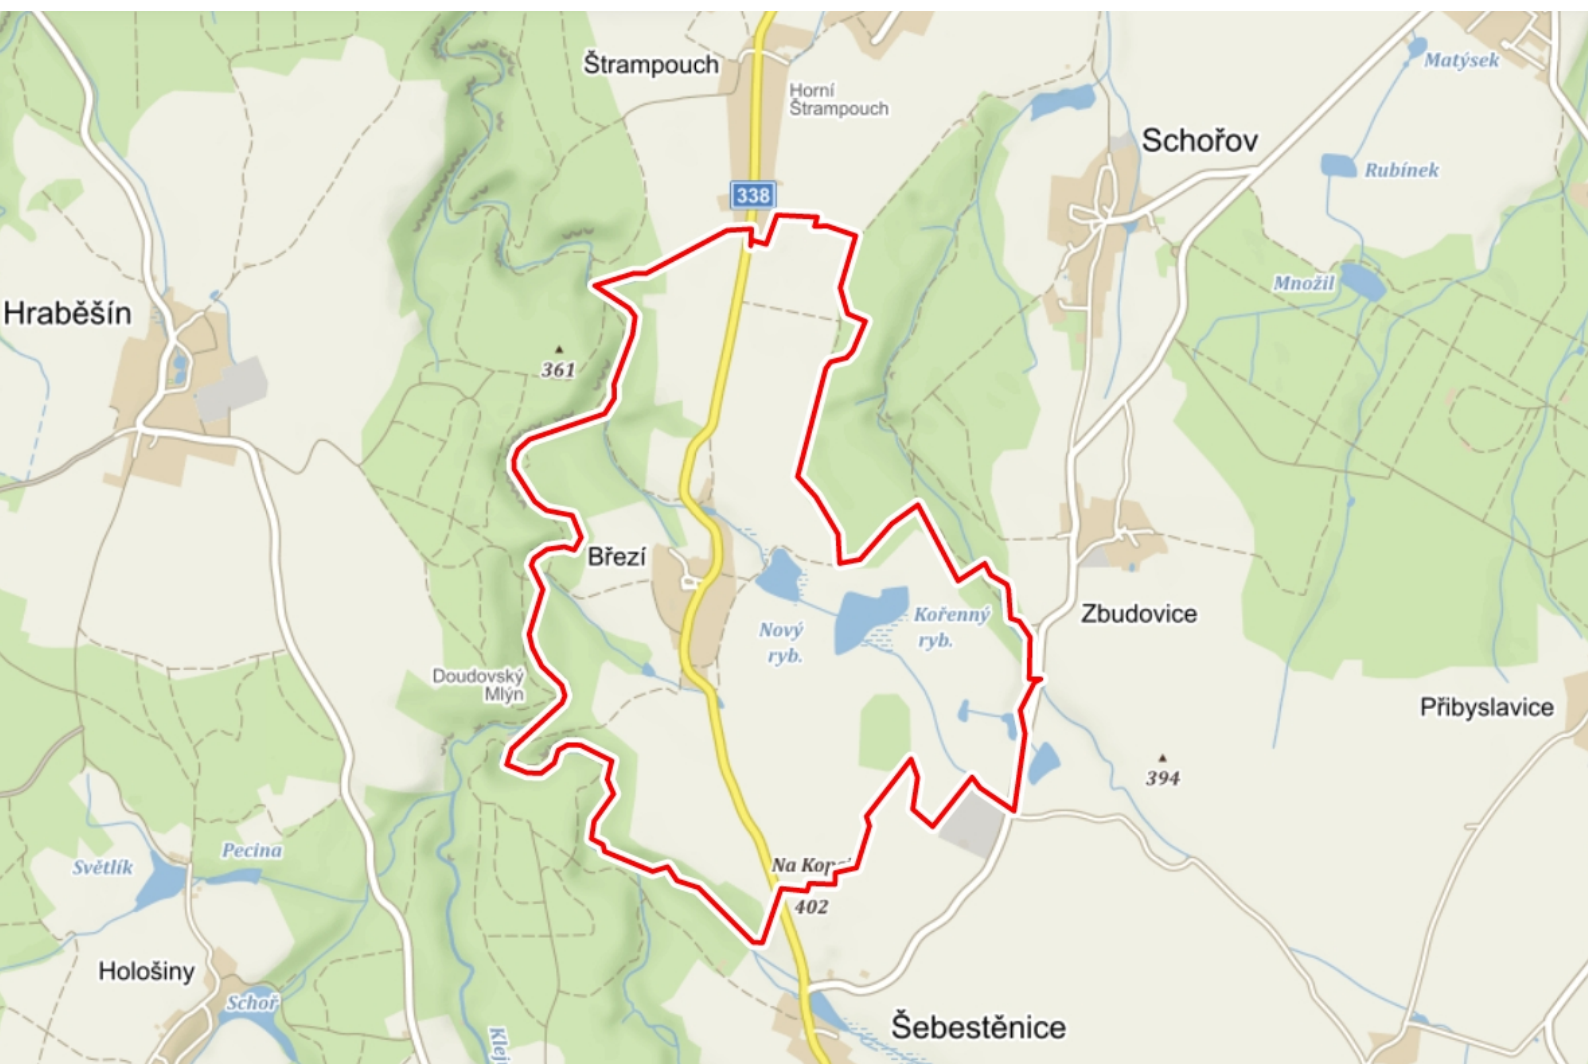 Štrampouch
Horní
Štrampouch
Matýsek
Schořov
Rubínek
338
Množil
Hraběšín
361
Březí
Nový
ryb.
Kořenný
ryb.
Zbudovice
Doudovský
Mlýn
Přibyslavice
394
Světlík
Pecina
Na
402
Hološiny
Schoř
Šebestěnice